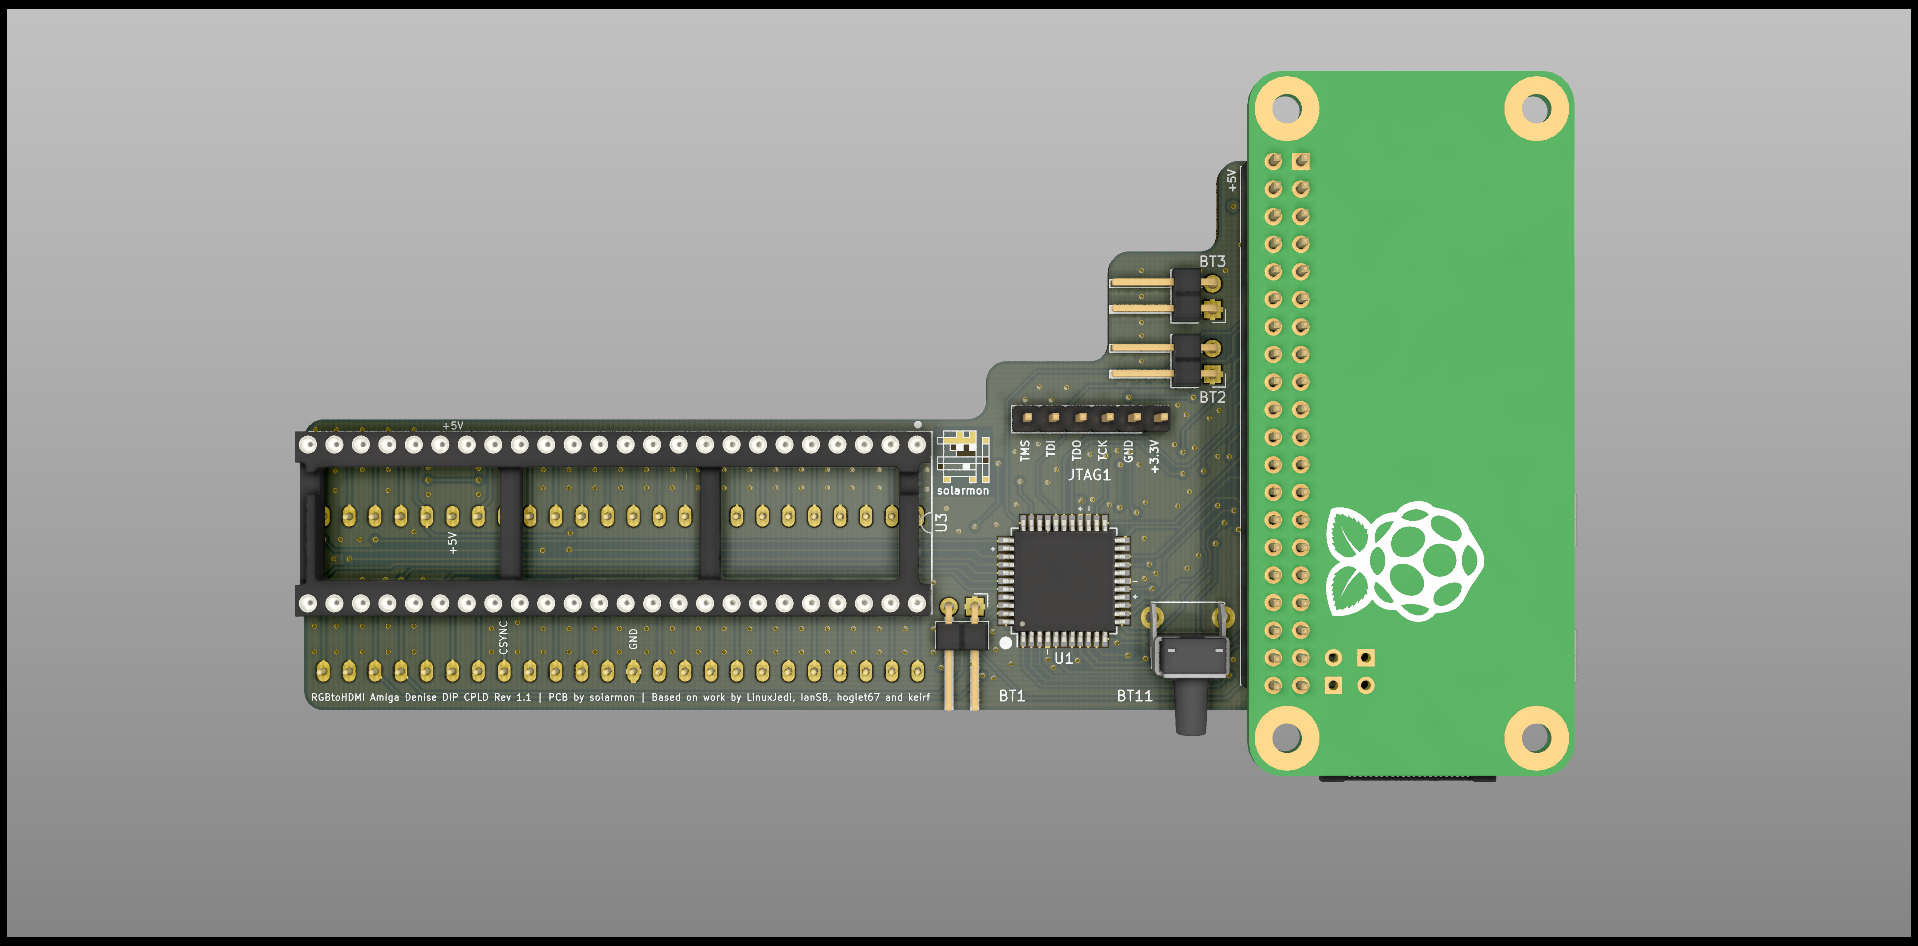 +5V
BT3
BT2
TMS
TDI
TDO
TCK
GND
+3.3V
JTAG1
+5V
solarmon
U3
+5V
CSYNC
GND
U1
BT1
BT11
RGBtoHDMI Amiga Denise DIP CPLD Rev 1.1 | PCB by solarmon | Based on work by LinuxJedi, IanSB, hoglet67 and keirf